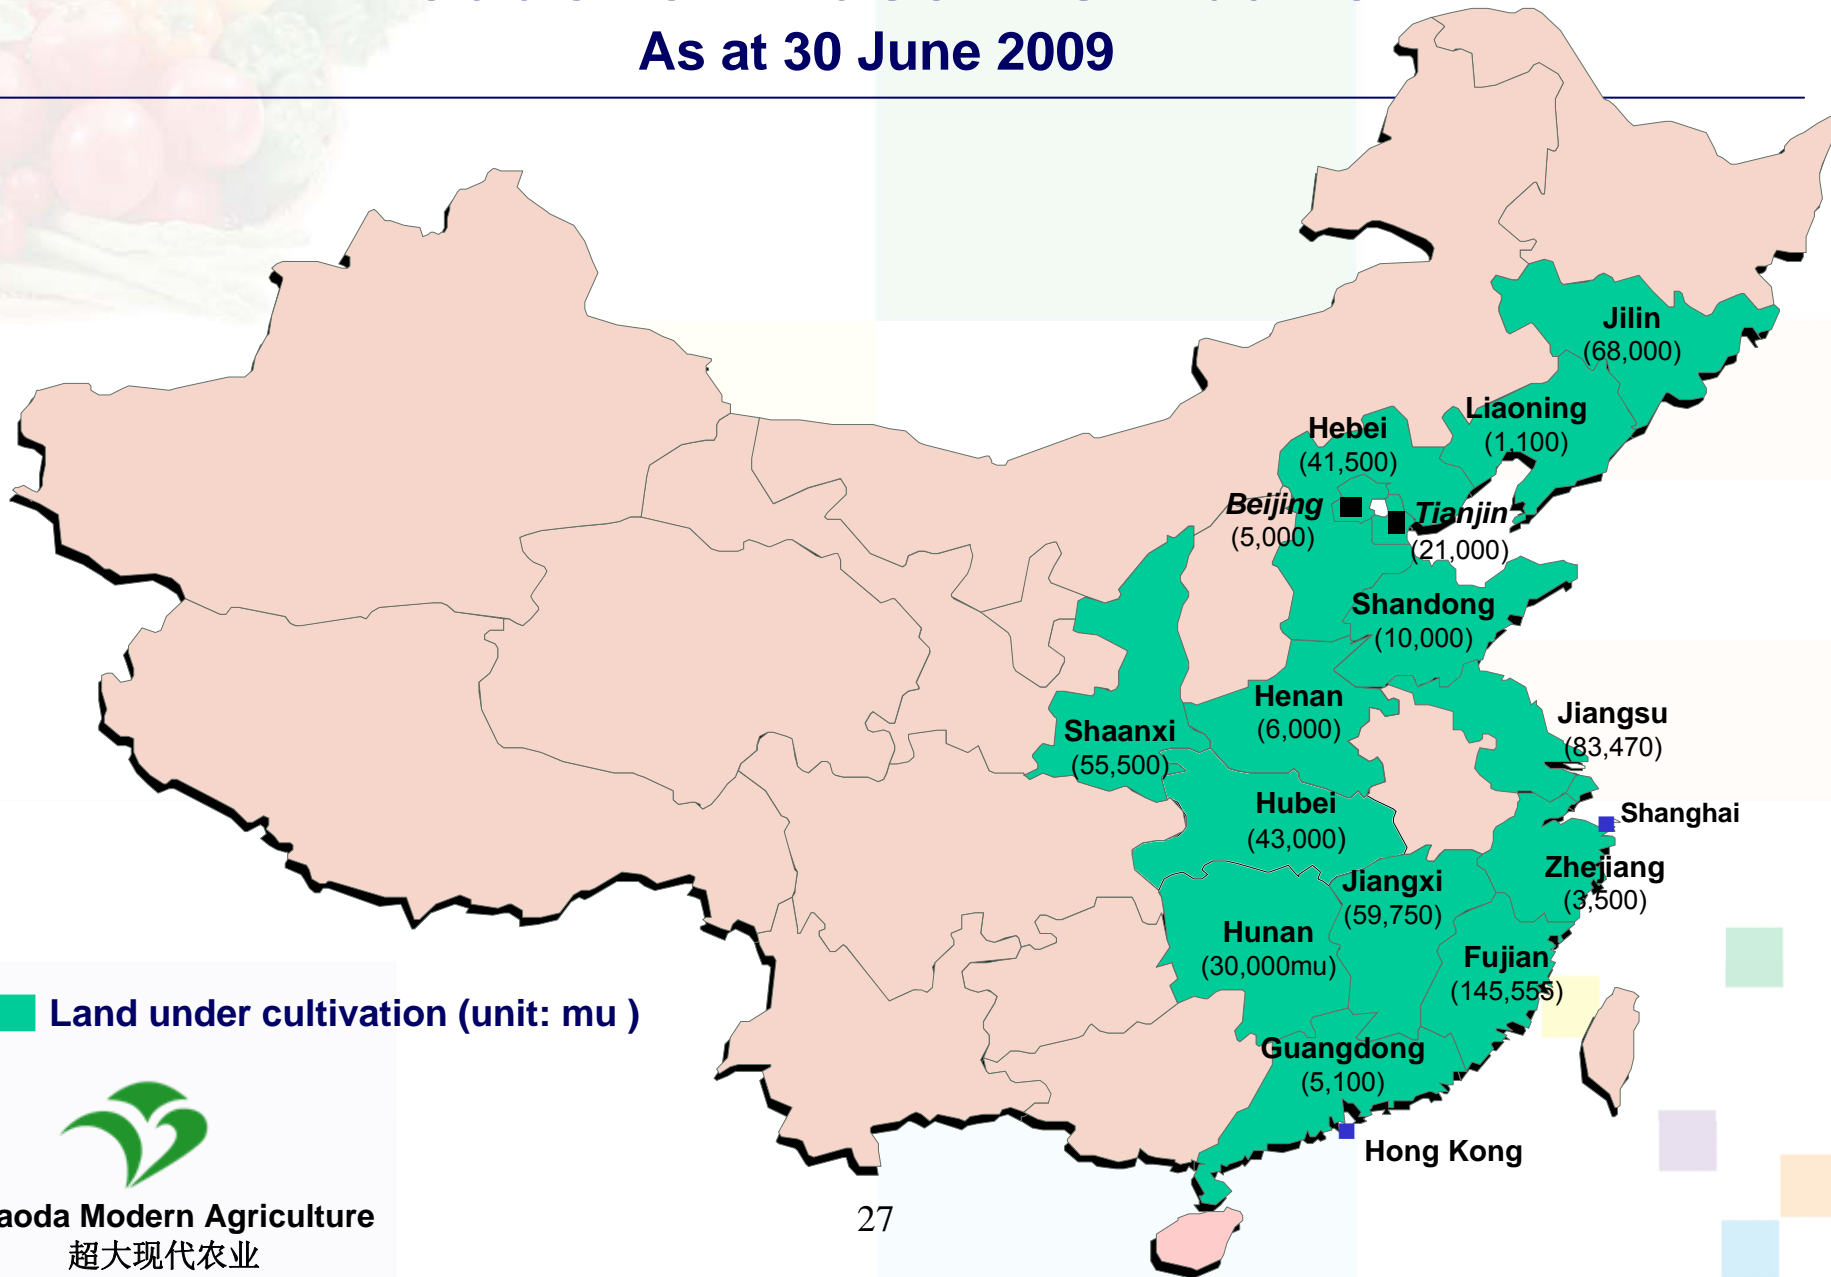 As at 30 June 2009
Jilin
(68,000)
Liaoning
(1,100)
Hebei
(41,500)
Beijing
(5,000)
Tianjin
(21,000)
Shandong
(10,000)
Henan
(6,000)
Jiangsu
(83,470)
Shaanxi
(55,500)
Hubei
(43,000)
Shanghai
Zhejiang
(3,500)
Jiangxi
(59,750)
Hunan
(30,000mu)
Fujian
(145,555)
Land under cultivation (unit: mu )
Guangdong
(5,100)
Hong Kong
aoda Modern Agriculture
超大现代农业
27